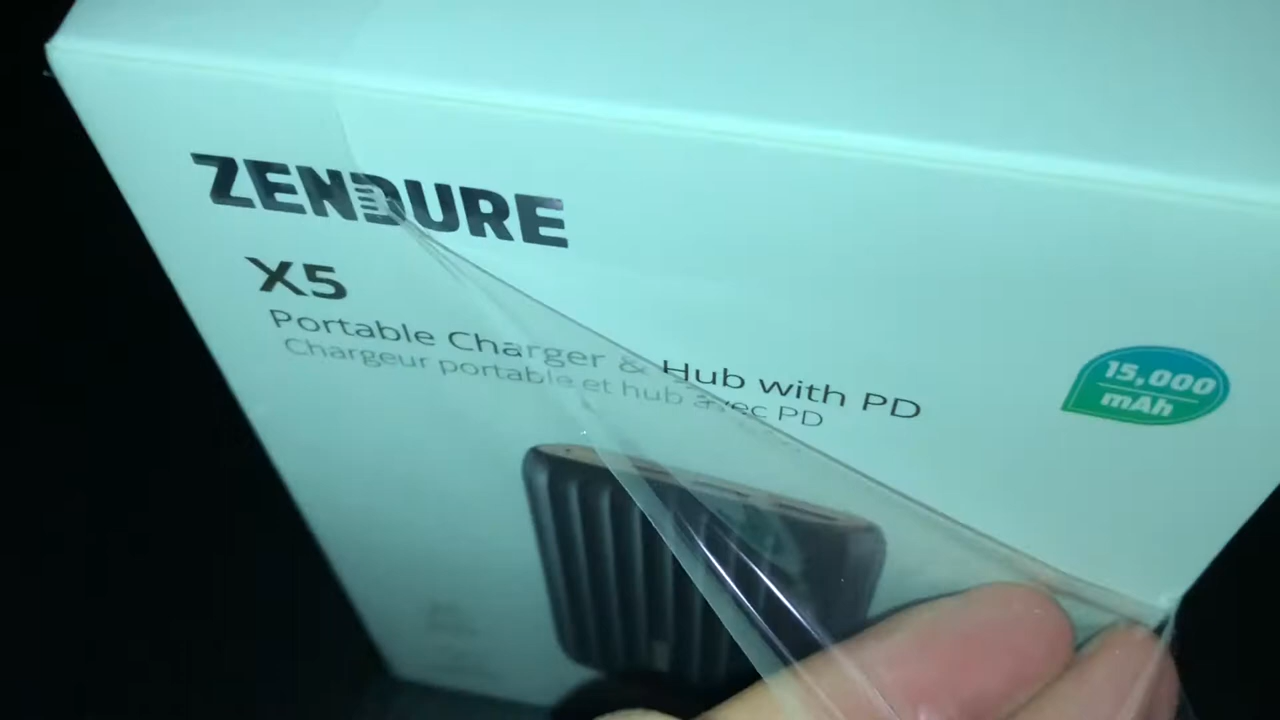 ZENDURE
X5
Portable Charger & Hub with PD
Chargeur portable et hub avec PD
15,000
mAh